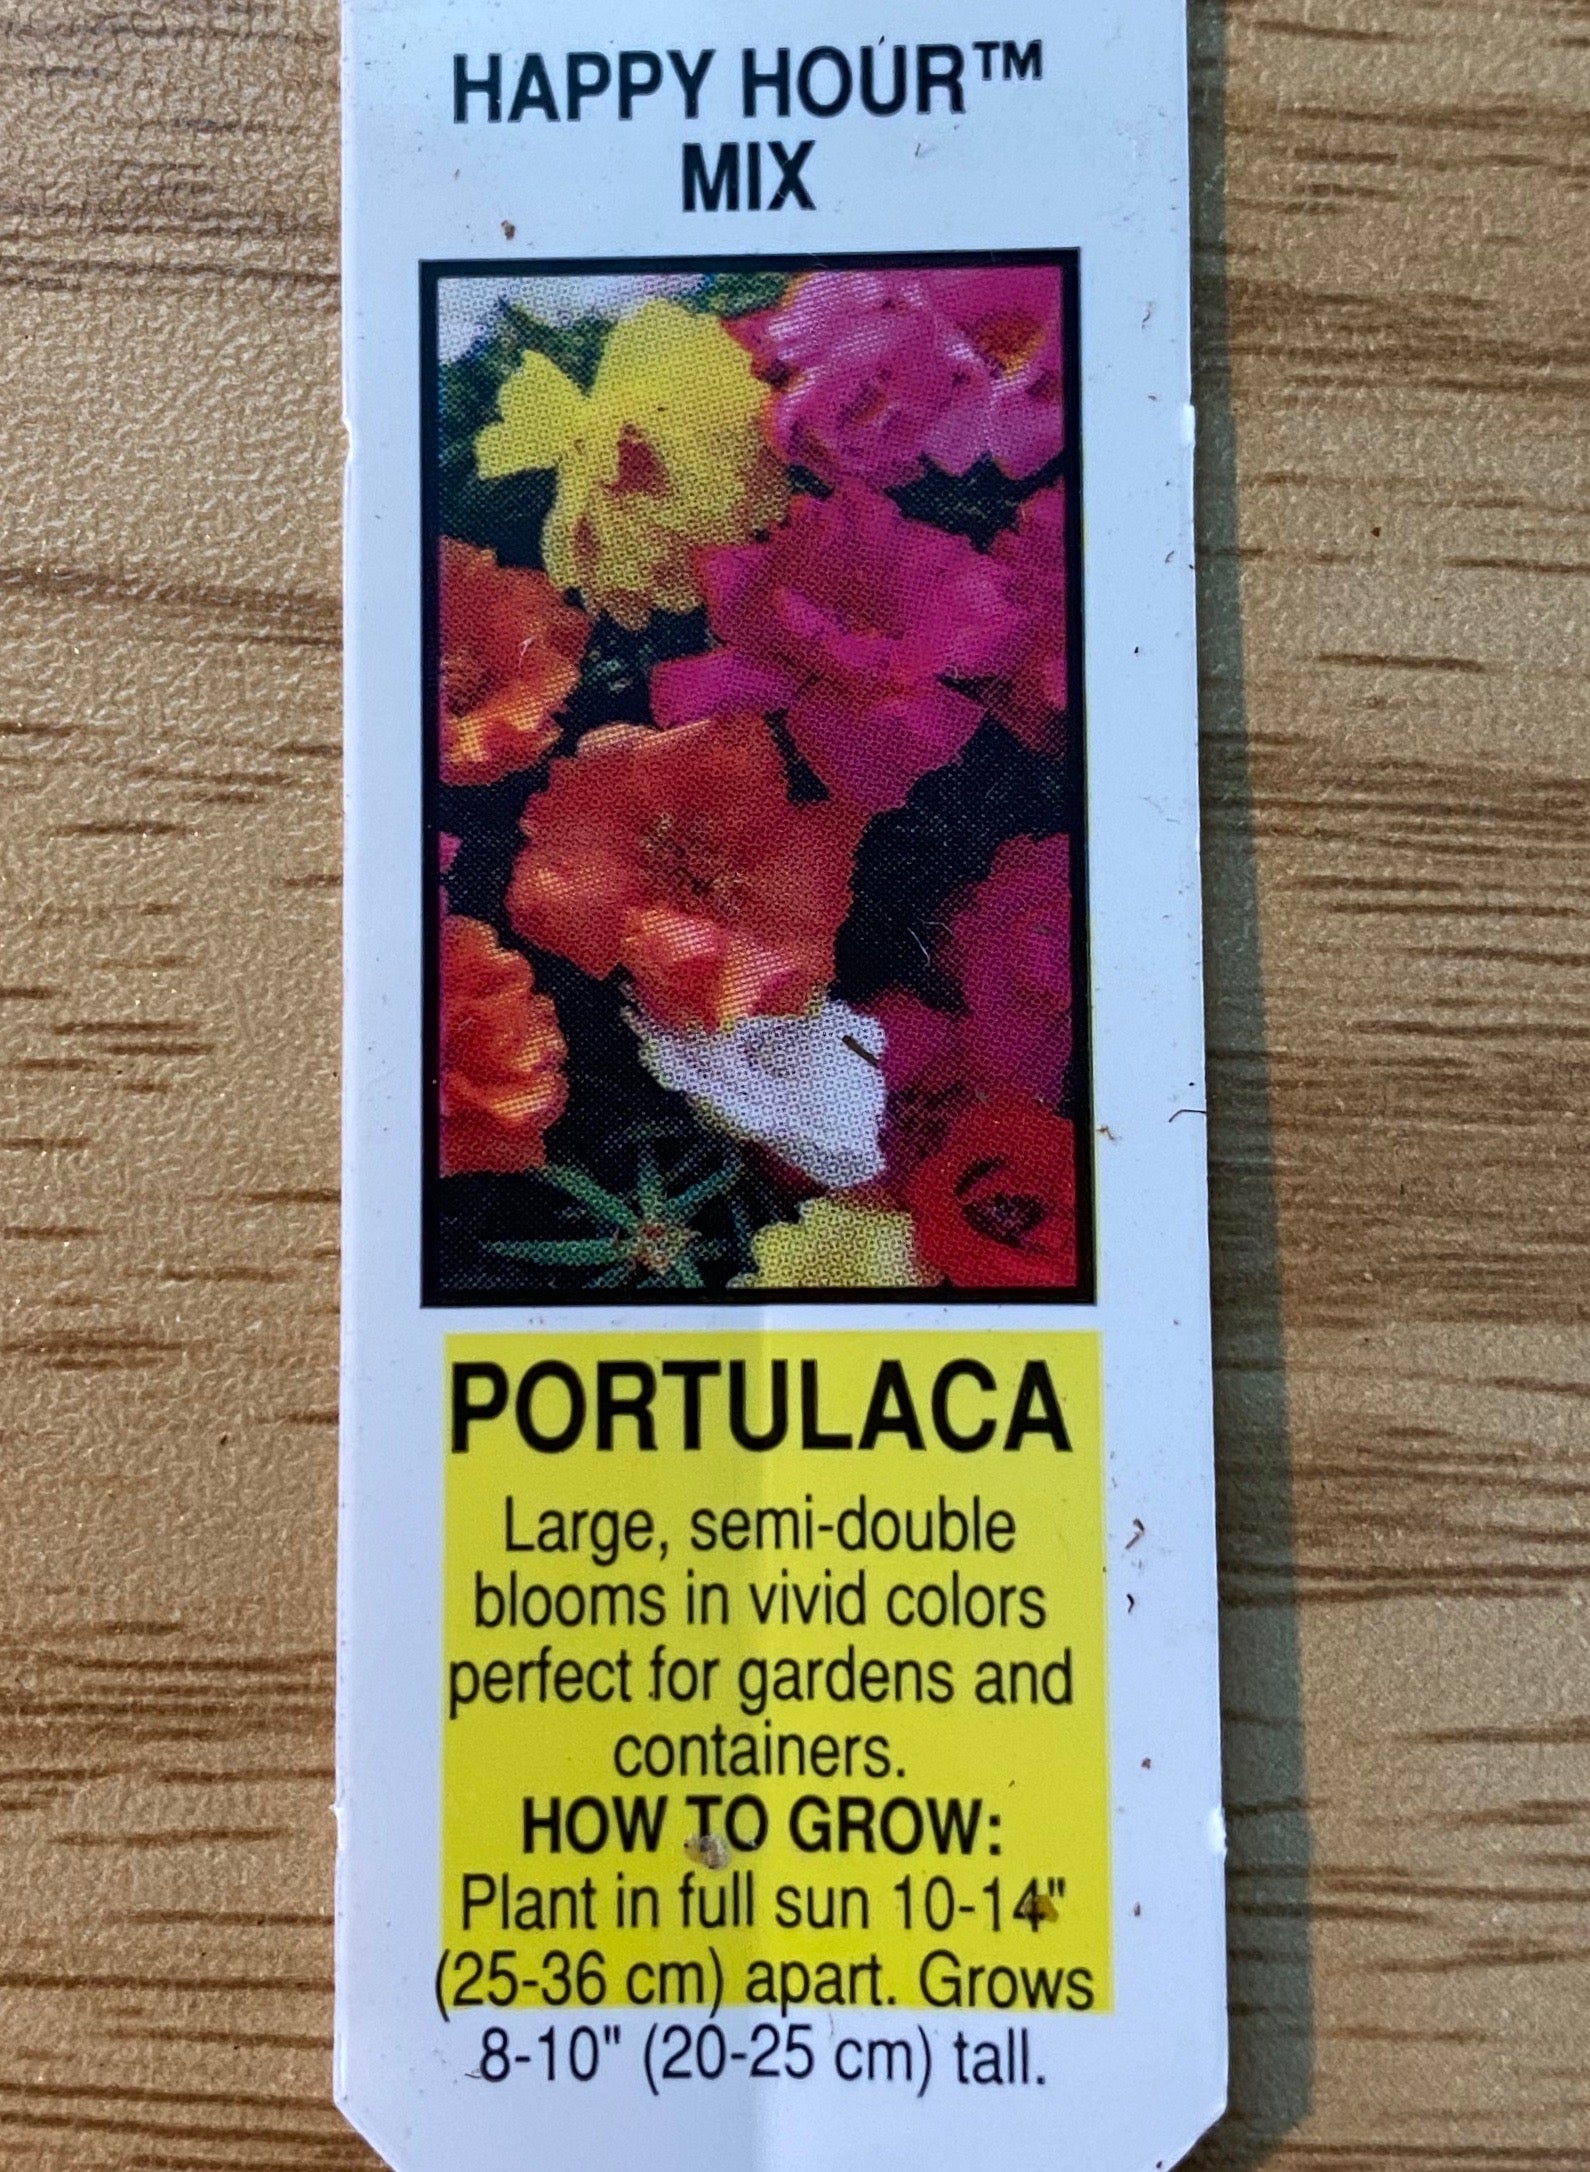 HAPPY HOUR™
MIX
PORTULACA
Large, semi-double
blooms in vivid colors
perfect for gardens and
containers.
HOW TO GROW:
Plant in full sun 10-14"
(25-36 cm) apart. Grows
8-10" (20-25 cm) tall.